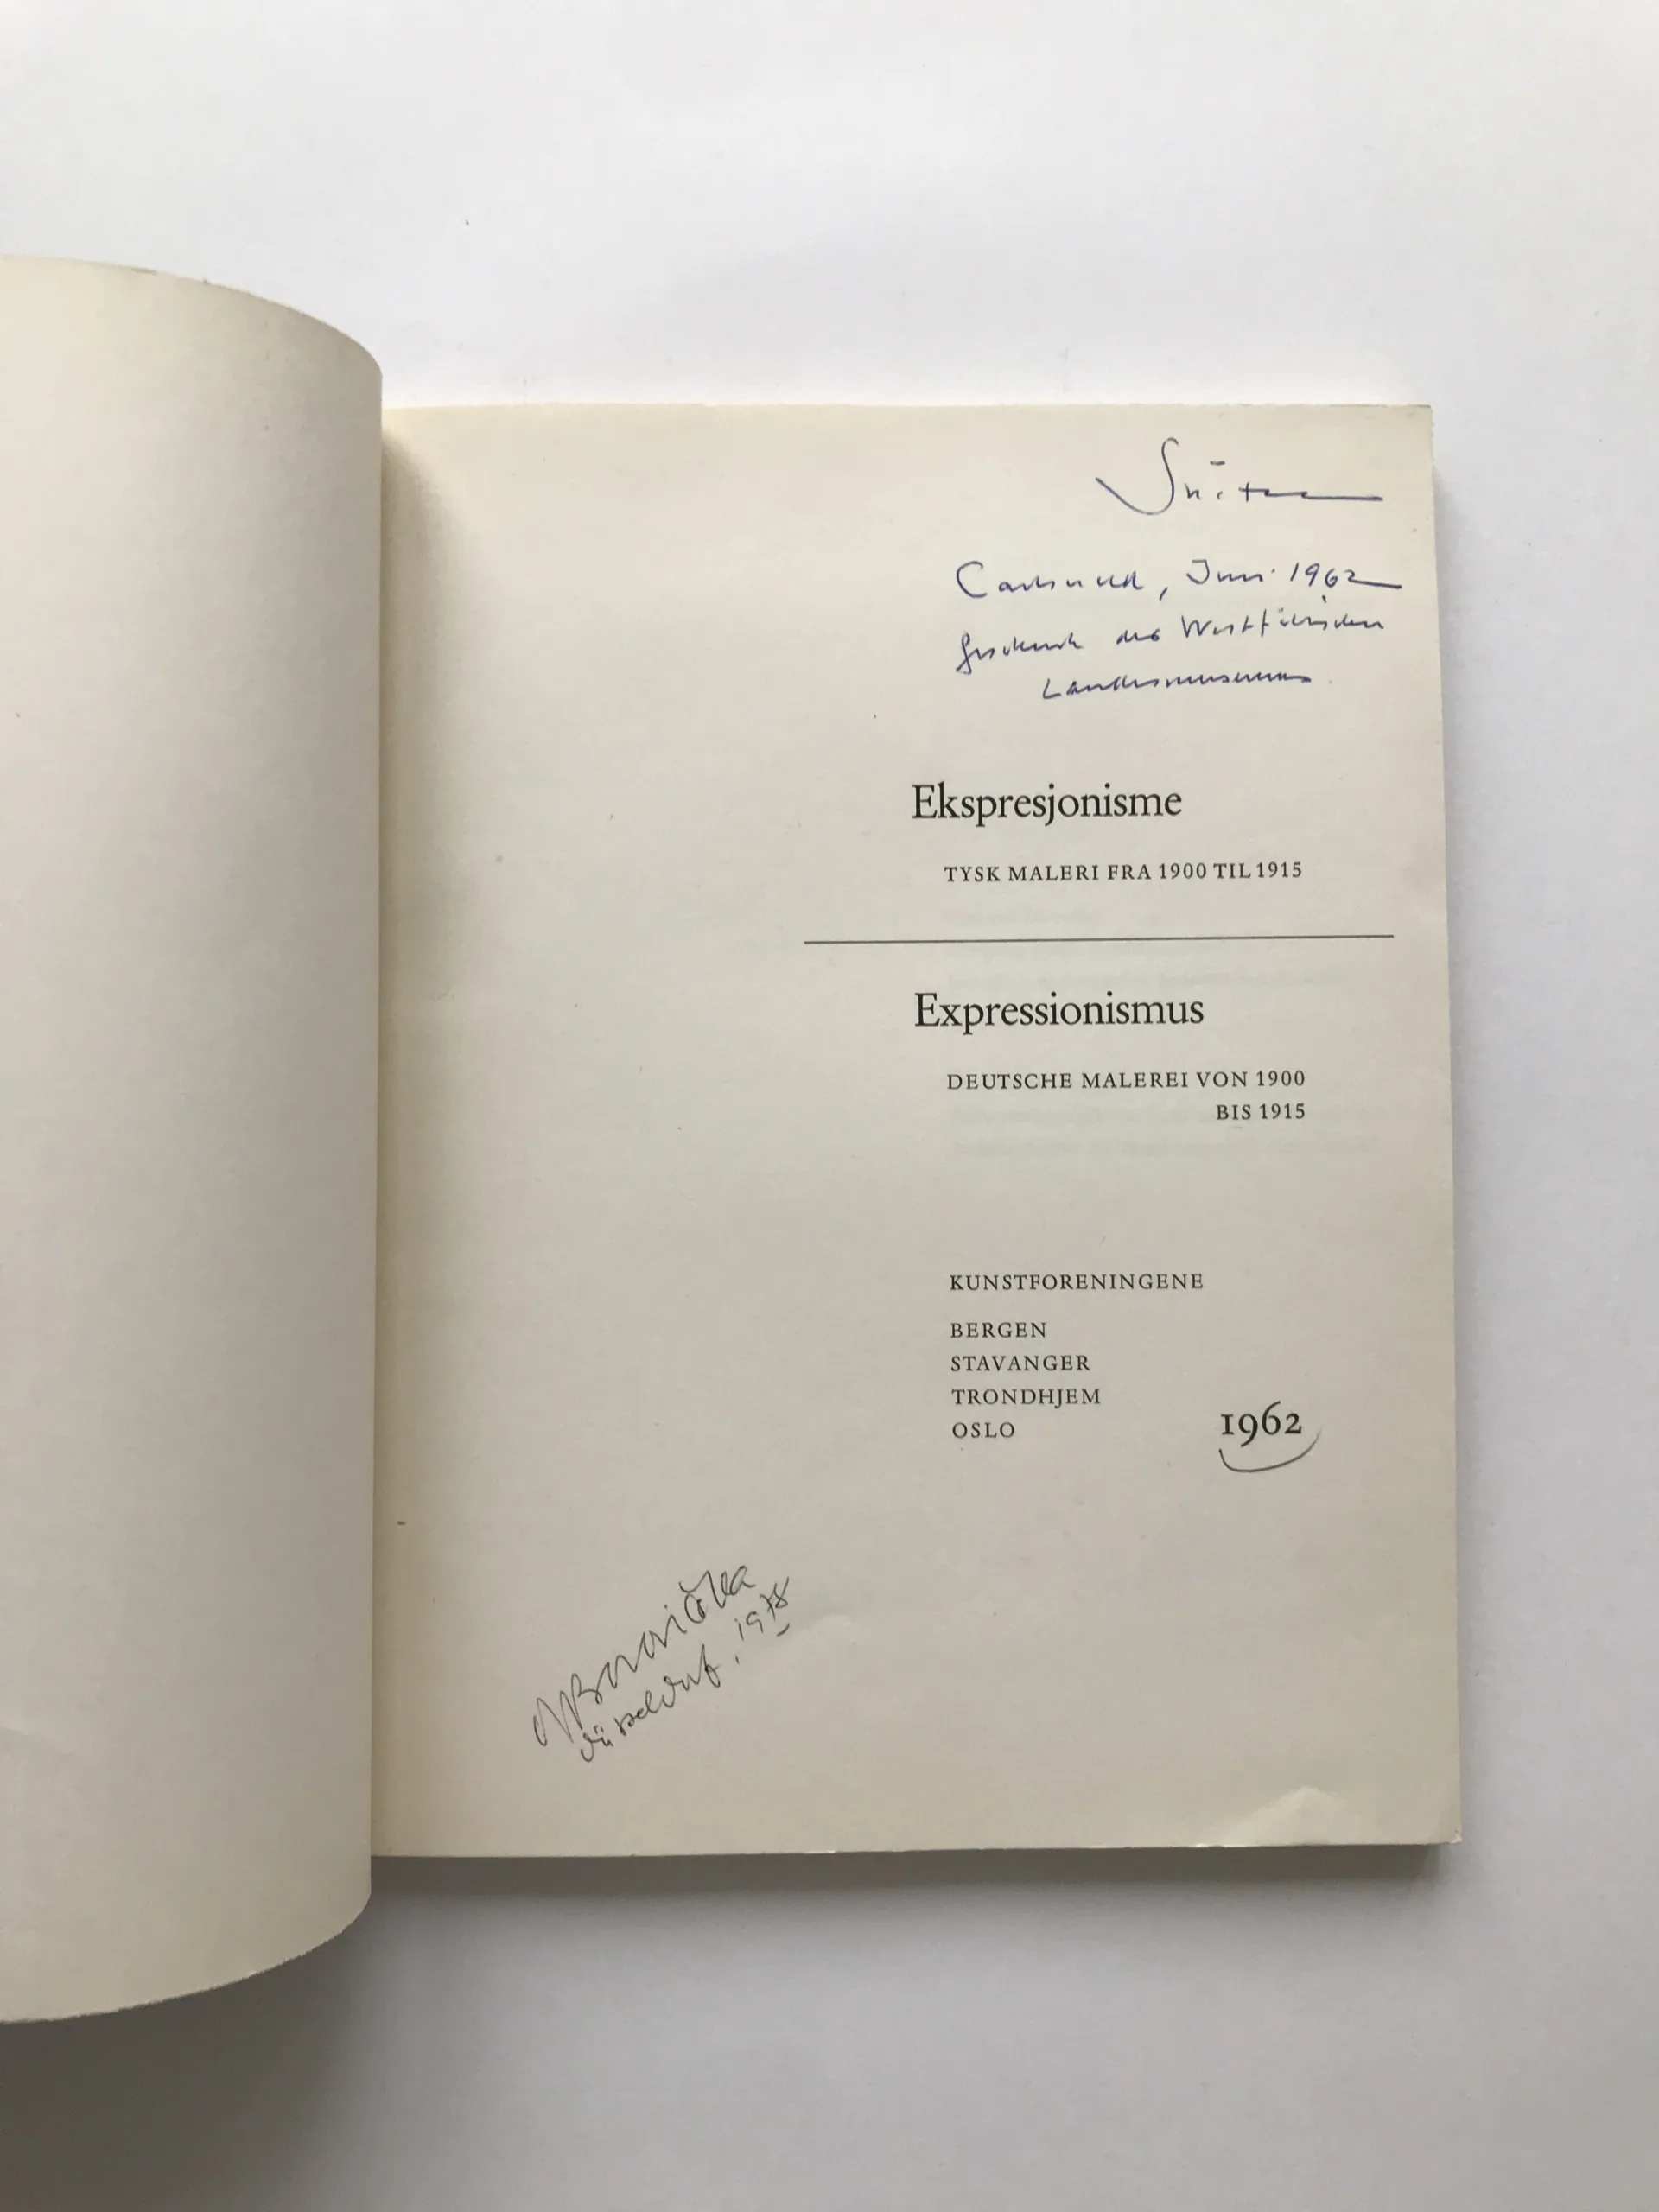 Juni 1962
Geschenk des Westfälischen
Landesmuseums
Ekspresjonisme
TYSK MALERI FRA 1900 TIL 1915
Expressionismus
DEUTSCHE MALEREI VON 1900
BIS 1915
KUNSTFORENINGENE
BERGEN
STAVANGER
TRONDHJEM
OSLO
1962
Düsseldorf, 1978